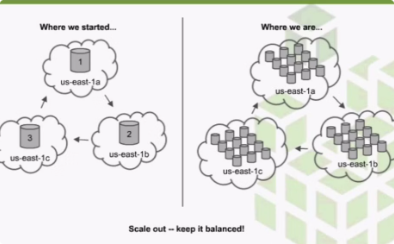 Where we started...
1
us-east-1a
3
us-east-1c
2
us-east-1b
Where we are...
us-east-1a
us-east-1c
us-east-1b
Scale out -- keep it balanced!